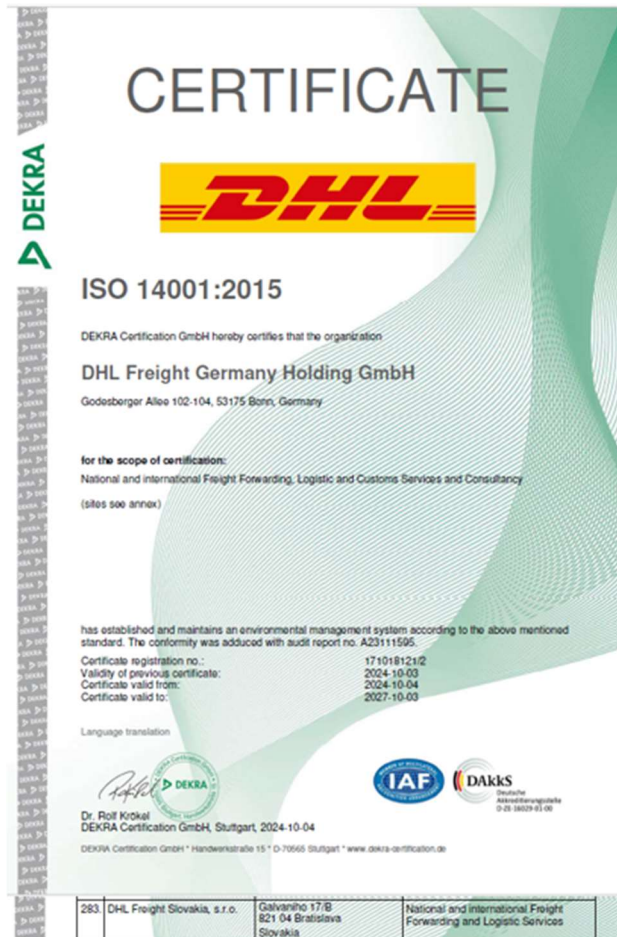 CERTIFICATE
DHL
DEKRA
ISO 14001:2015
DEKRA Certification GmbH hereby certifies that the organization
DHL Freight Germany Holding GmbH
Godesberger Allee 102-104, 53175 Bonn, Germany
for the scope of certification:
National and international Freight Forwarding, Logistic and Customs Services and Consultancy
(sites see annex)
has established and maintains an environmental management system according to the above mentioned
standard. The conformity was adduced with audit report no. A23111595.
Certificate registration no.: 171018121/2
Validity of previous certificate: 2024-10-03
Certificate valid from: 2024-10-04
Certificate valid to: 2027-10-03
Language translation
DEKRA
IAF
DAkkS
Deutsche
Akkreditierungsstelle
D-ZE-16029-01-00
Dr. Rolf Krökel
DEKRA Certification GmbH, Stuttgart, 2024-10-04
DEKRA Certification GmbH * Handwerkstraße 15 * D-70565 Stuttgart * www.dekra-certification.de
283. DHL Freight Slovakia, s.r.o. Galvaniho 17/B National and international Freight
821 04 Bratislava Forwarding and Logistic Services
Slovakia